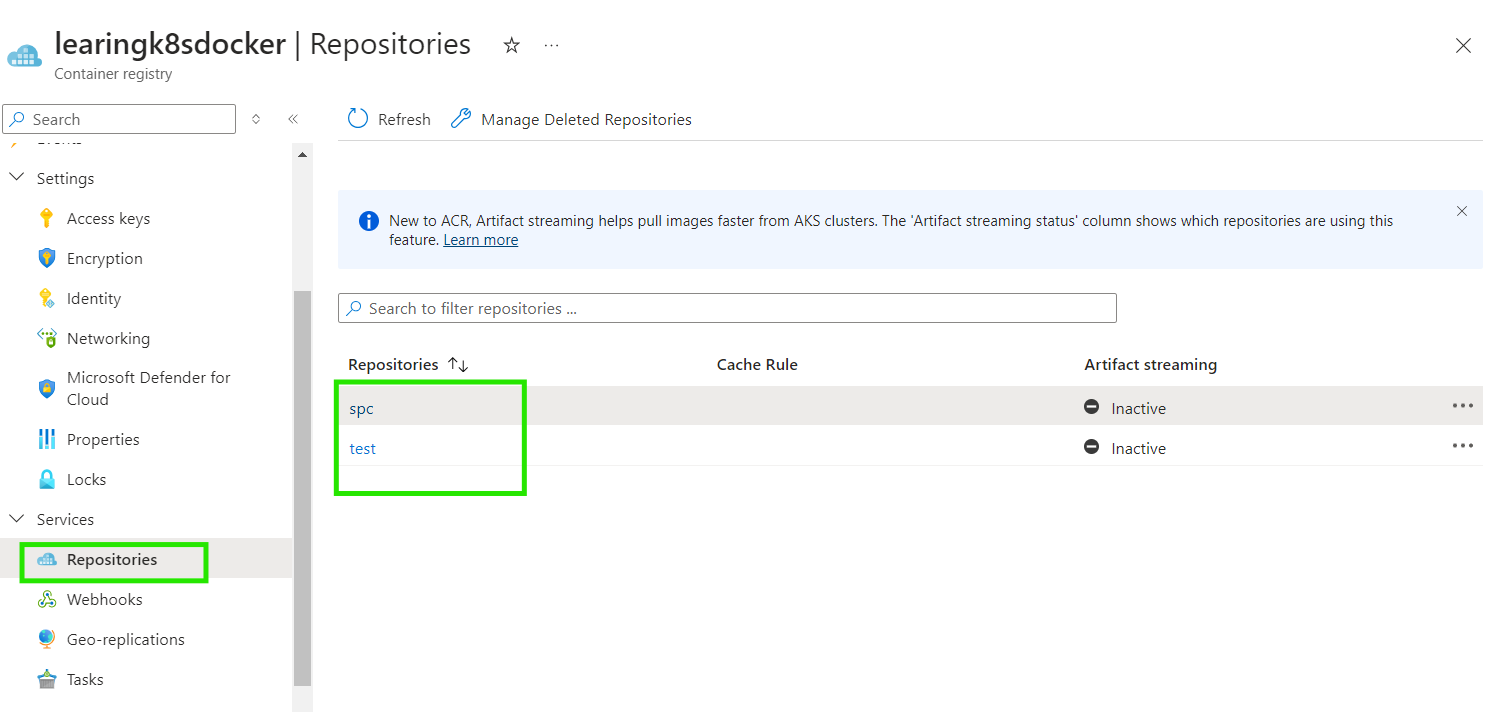 learingk8sdocker | Repositories
Container registry
Search
Refresh
Manage Deleted Repositories
Settings
Access keys
Encryption
Identity
Networking
Microsoft Defender for
Cloud
Properties
Locks
Services
Repositories
Webhooks
Geo-replications
Tasks
New to ACR, Artifact streaming helps pull images faster from AKS clusters. The 'Artifact streaming status' column shows which repositories are using this
feature. Learn more
Search to filter repositories ...
Repositories Cache Rule Artifact streaming
spc Inactive
test Inactive